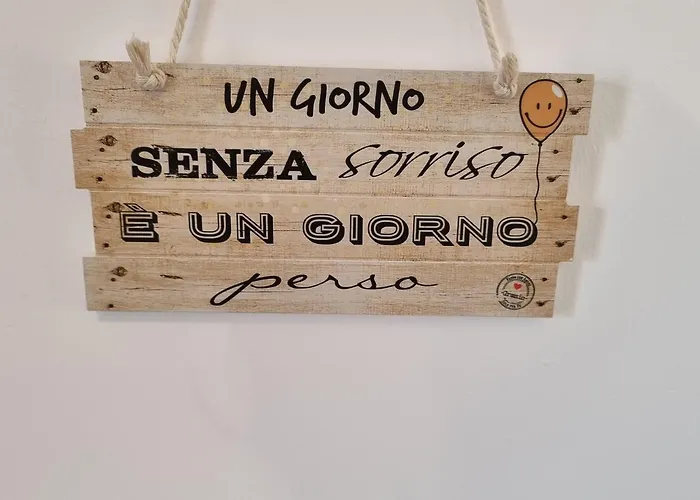 UN GIORNO
SENZA sorriso
È UN GIORNO
perso